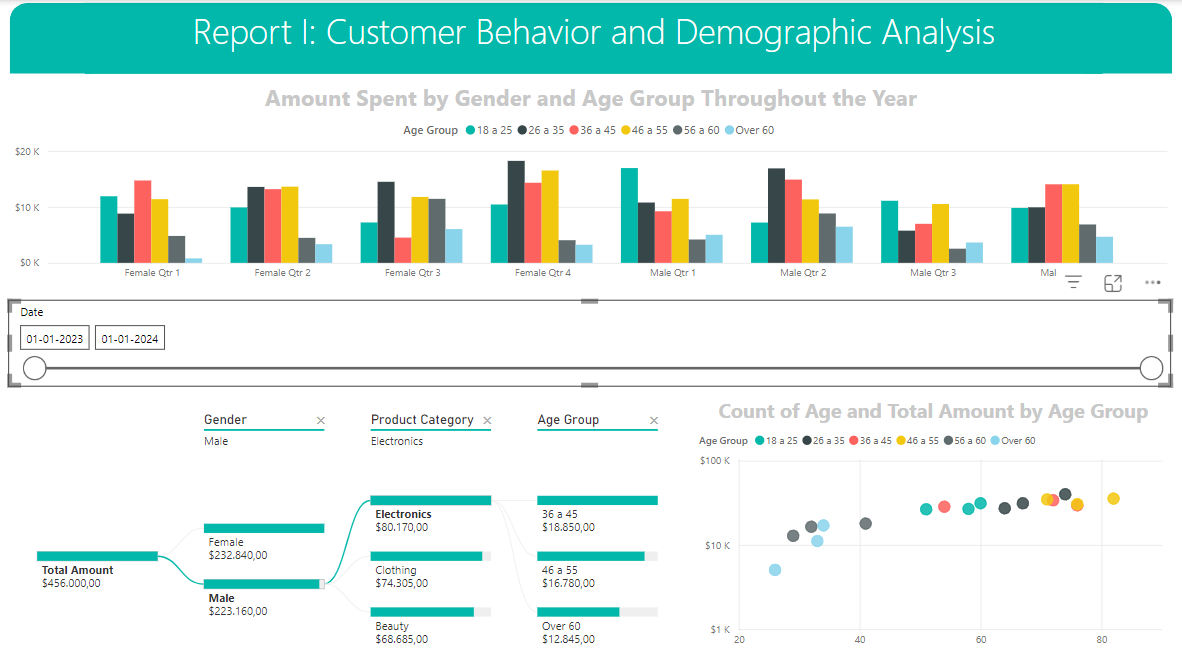 Report I: Customer Behavior and Demographic Analysis
Amount Spent by Gender and Age Group Throughout the Year
Age Group 18 a 25 26 a 35 36 a 45 46 a 55 56 a 60 Over 60
$20 K
$10 K
$0 K
Female Qtr 1 Female Qtr 2 Female Qtr 3 Female Qtr 4 Male Qtr 1 Male Qtr 2 Male Qtr 3 Mal
Date
01-01-2023 01-01-2024
Gender Product Category Age Group
Male Electronics
Total Amount
$456.000,00
Female
$232.840,00
Male
$223.160,00
Electronics
$80.170,00
Clothing
$74.305,00
Beauty
$68.685,00
36 a 45
$18.850,00
46 a 55
$16.780,00
Over 60
$12.845,00
Count of Age and Total Amount by Age Group
Age Group 18 a 25 26 a 35 36 a 45 46 a 55 56 a 60 Over 60
$100 K
$10 K
$1 K
20 40 60 80